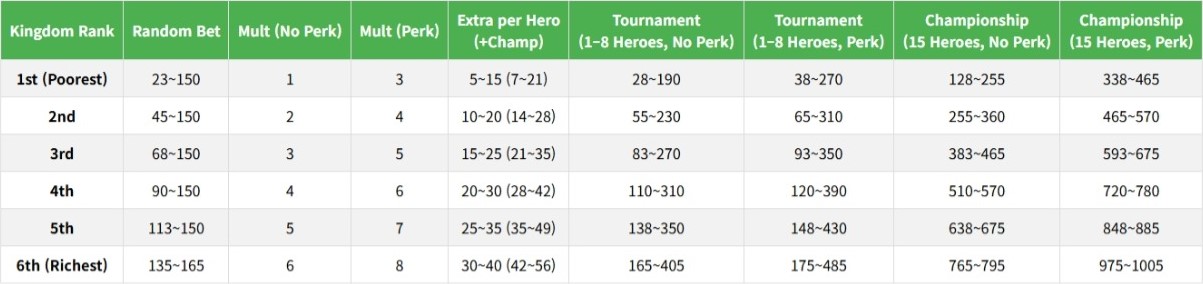 Kingdom Rank Random Bet Mult (No Perk) Mult (Perk) Extra per Hero (+Champ) Tournament (1–8 Heroes, No Perk) Tournament (1–8 Heroes, Perk) Championship (15 Heroes, No Perk) Championship (15 Heroes, Perk)
1st (Poorest) 23~150 1 3 5~15 (7~21) 28~190 38~270 128~255 338~465
2nd 45~150 2 4 10~20 (14~28) 55~230 65~310 255~360 465~570
3rd 68~150 3 5 15~25 (21~35) 83~270 93~350 383~465 593~675
4th 90~150 4 6 20~30 (28~42) 110~310 120~390 510~570 720~780
5th 113~150 5 7 25~35 (35~49) 138~350 148~430 638~675 848~885
6th (Richest) 135~165 6 8 30~40 (42~56) 165~405 175~485 765~795 975~1005